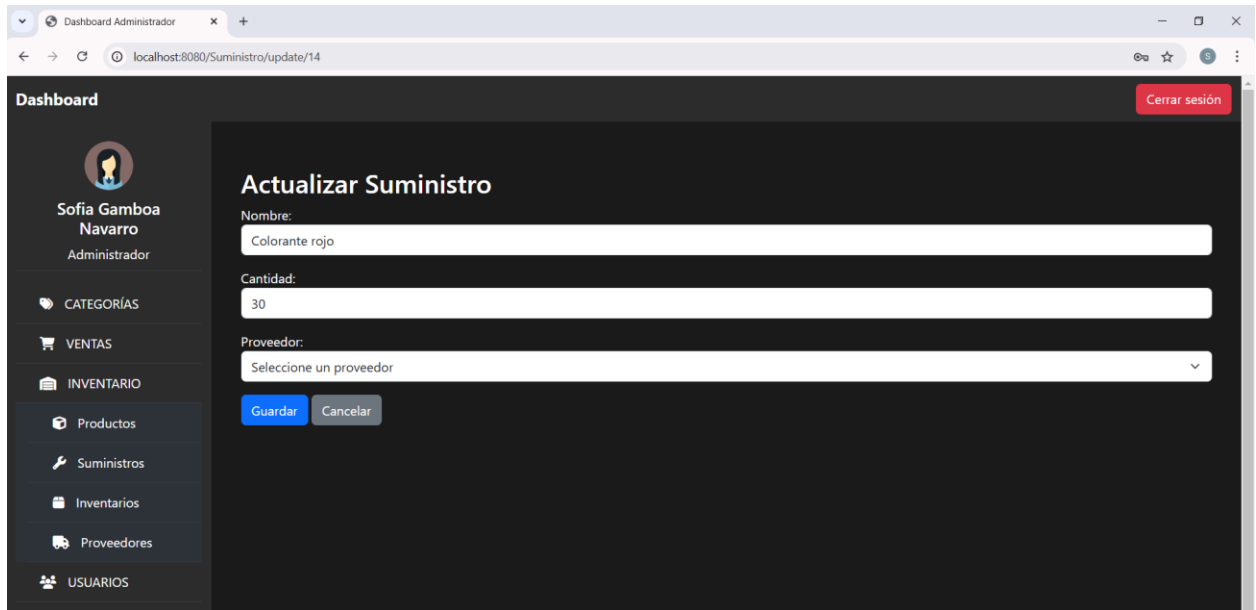 Dashboard Administrador
localhost:8080/Suministro/update/14
S
Dashboard
Cerrar sesión
Sofia Gamboa
Navarro
Administrador
CATEGORÍAS
VENTAS
INVENTARIO
Productos
Suministros
Inventarios
Proveedores
USUARIOS
Actualizar Suministro
Nombre:
Colorante rojo
Cantidad:
30
Proveedor:
Seleccione un proveedor
Guardar Cancelar